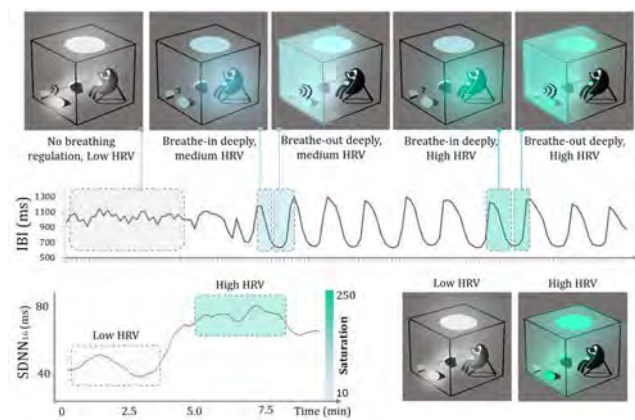 No breathing
regulation, Low HRV
Breathe-in deeply,
medium HRV
Breathe-out deeply,
medium HRV
Breathe-in deeply,
High HRV
Breathe-out deeply,
High HRV
IBI (ms)
1300
1100
900
700
500
SDNN₁₆ (ms)
80
40
Low HRV
High HRV
0
2.5
5.0
7.5
Time (min)
250
Saturation
10
Low HRV
High HRV